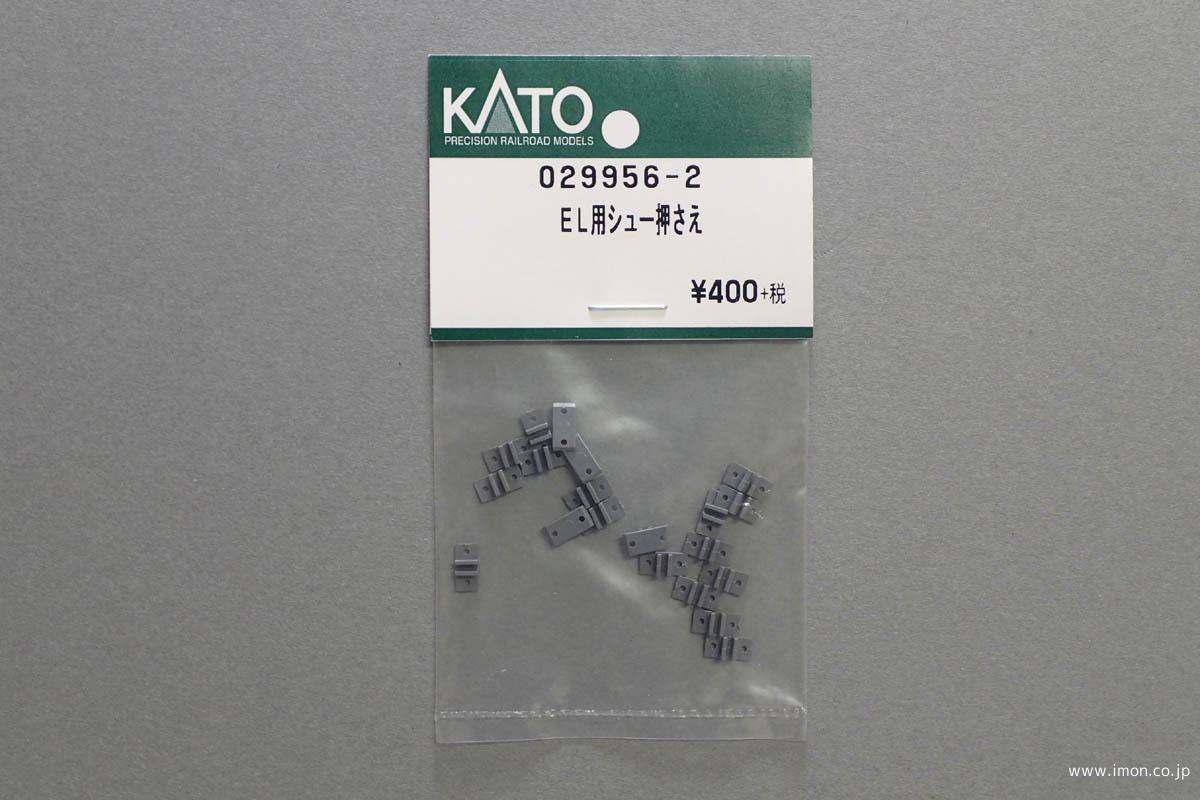 KATO
PRECISION RAILROAD MODELS
029956-2
EL用シュー押さえ
¥400+税
www.imon.co.jp